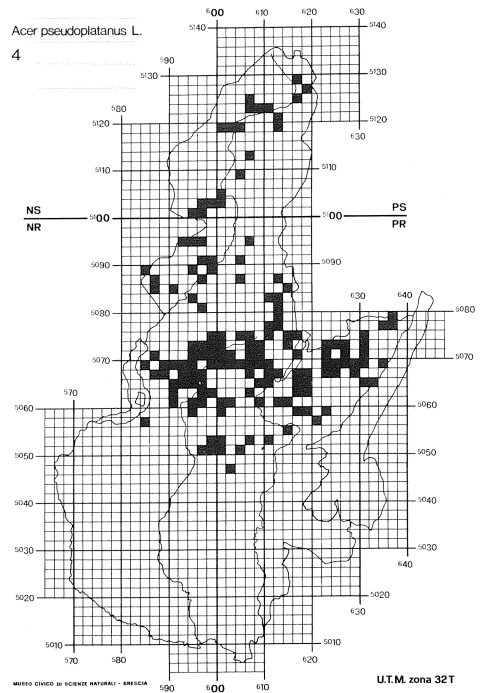 Acer pseudoplatanus L.
4
600 610 620 630
5140 5140
590
5130 5130
580
5120 5120
630
5110 5110
NS 5100 5100 PS
NR PR
5090 5090
630 640
5080 5080
5070 5070
570
5060 5060
5050 5050
5040 5040
5030 5030
640
5020 5020
630
5010 5010
570 580 620
MUSEO CIVICO DI SCIENZE NATURALI - BRESCIA
590 600 610
U.T.M. zona 32T